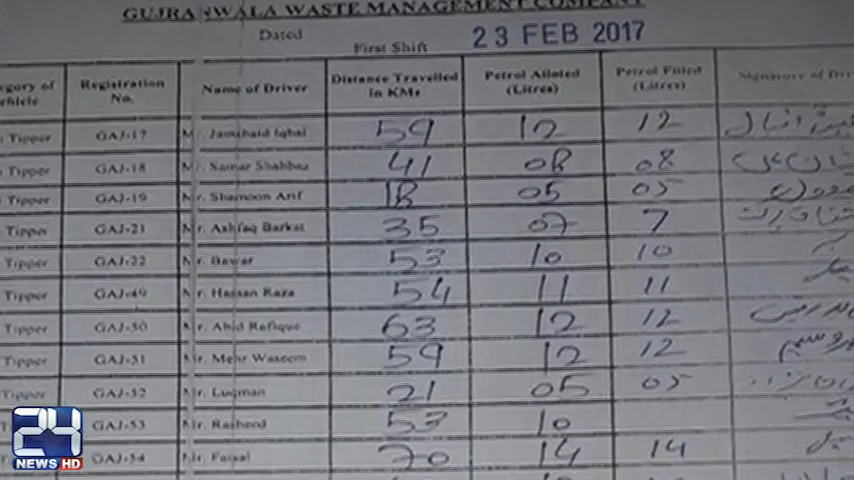 GUJRANWALA WASTE MANAGEMENT COMPANY
Dated 23 FEB 2017
First Shift
Registration No. Name of Driver Distance Travelled in KMs Petrol Alloted (Litres) Petrol Filled (Litres) Signature of
Tipper GAJ-17 Mr. Jamshaid Iqbal 59 12 12
Tipper GAJ-18 Mr. Samar Shahbaz 41 08 08
Tipper GAJ-19 Mr. Shamoon Arif 18 05 05
Tipper GAJ-21 Mr. Ashfaq Barkat 35 07 7
Tipper GAJ-22 Mr. Bawar 53 10 10
Tipper GAJ-49 Mr. Hassan Raza 54 11 11
Tipper GAJ-50 Mr. Abid Rafique 63 12 12
Tipper GAJ-51 Mr. Mehr Waseem 59 12 12
Tipper GAJ-52 Mr. Luqman 21 05 05
Tipper GAJ-53 Mr. Rasheed 53 10
GAJ-54 Mr. Faisal 70 14 14
24
NEWS HD